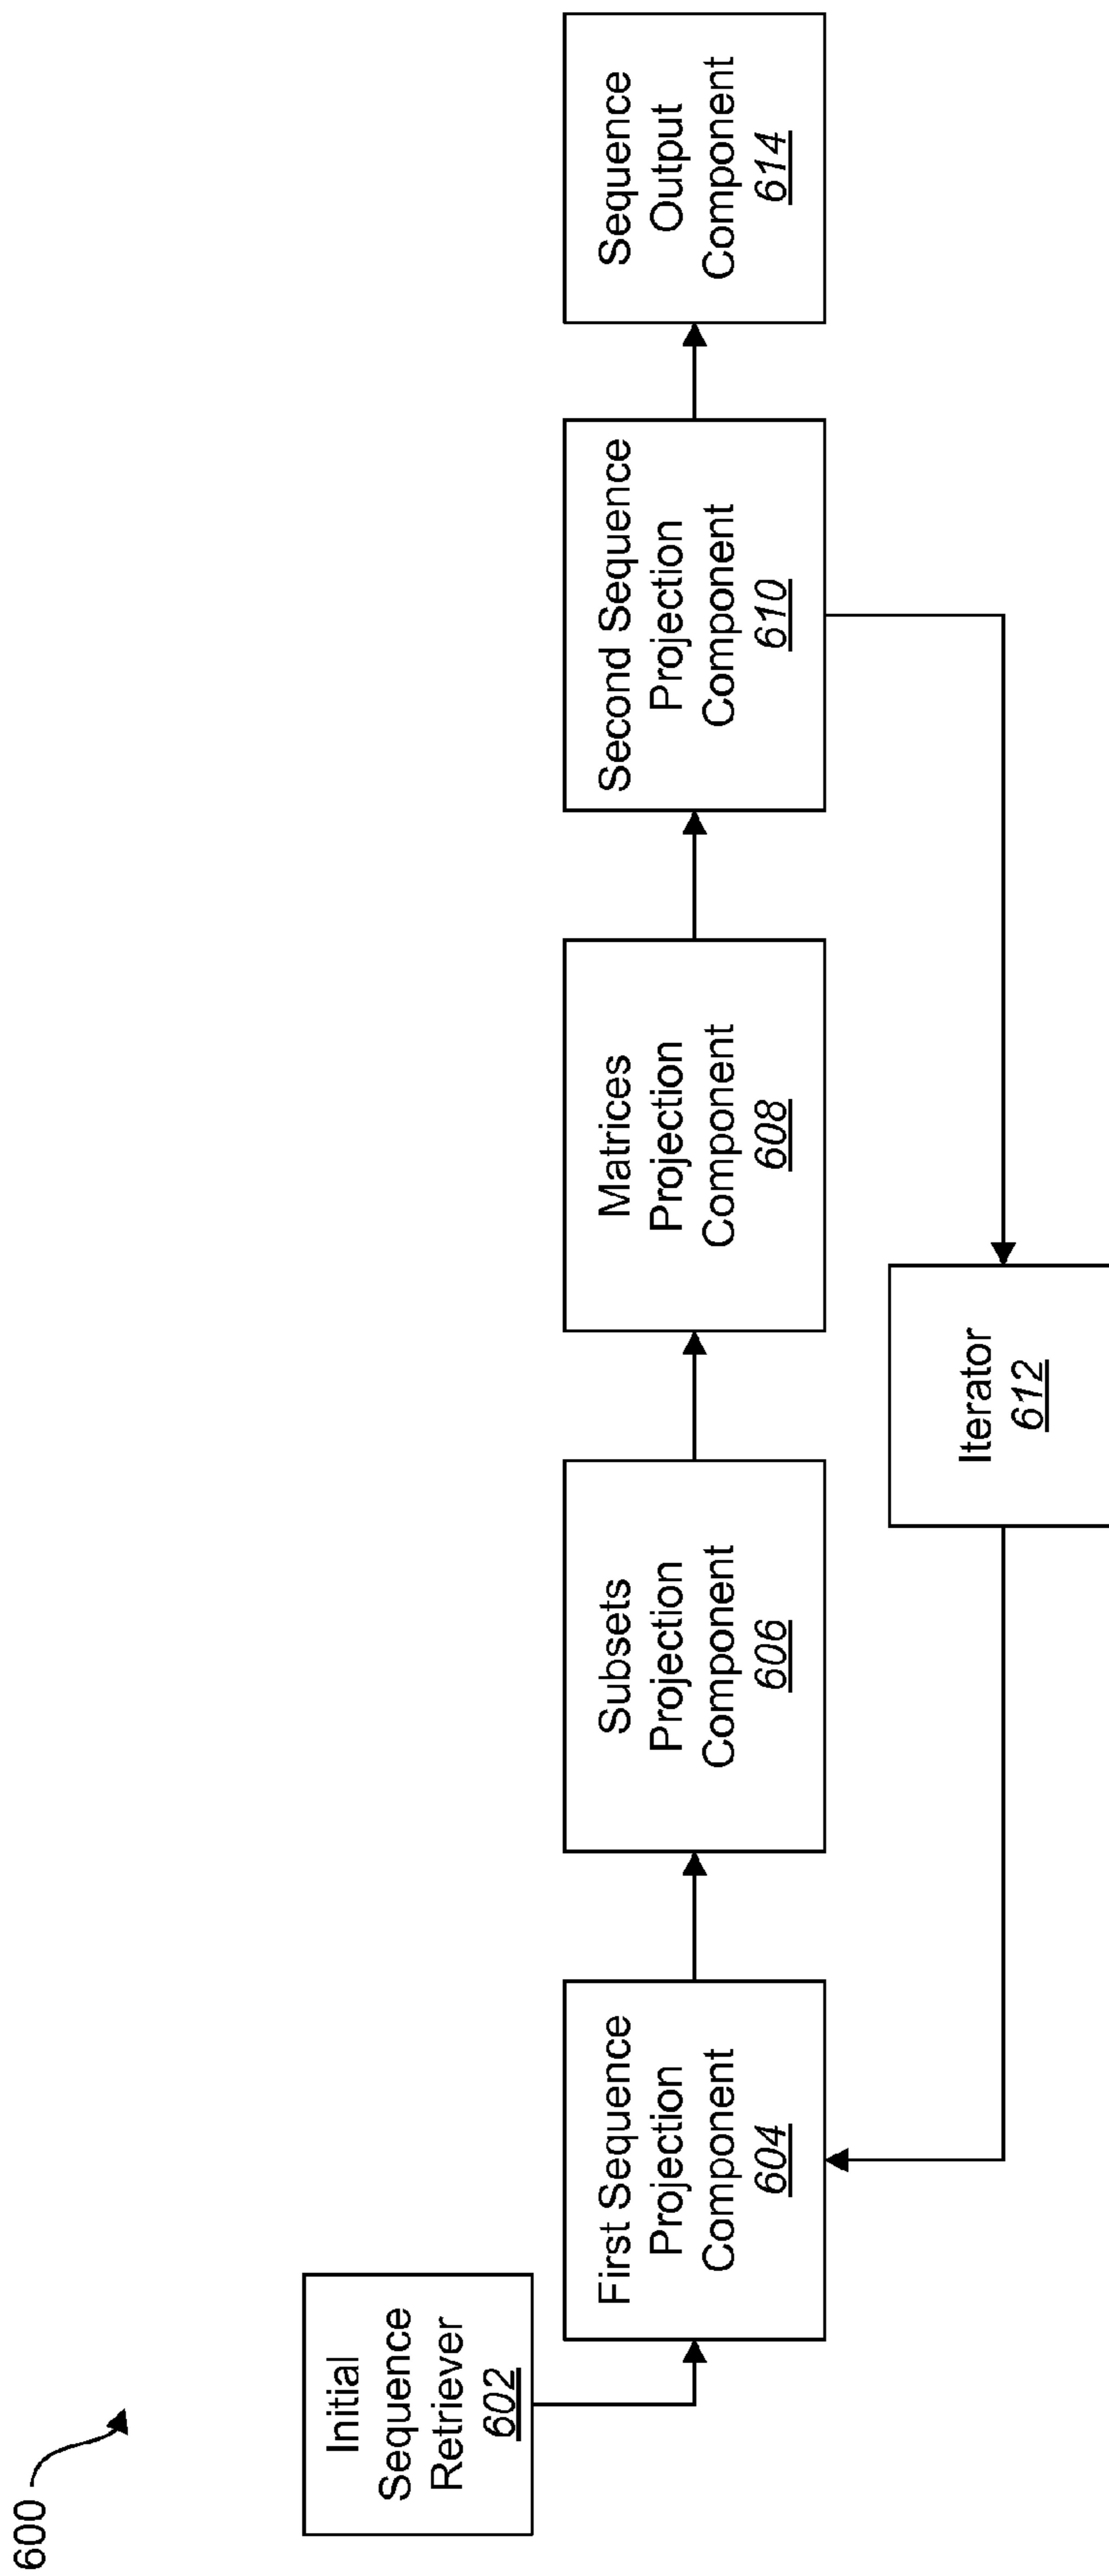 600
Initial
Sequence
Retriever
602
First Sequence
Projection
Component
604
Subsets
Projection
Component
606
Matrices
Projection
Component
608
Second Sequence
Projection
Component
610
Sequence
Output
Component
614
Iterator
612